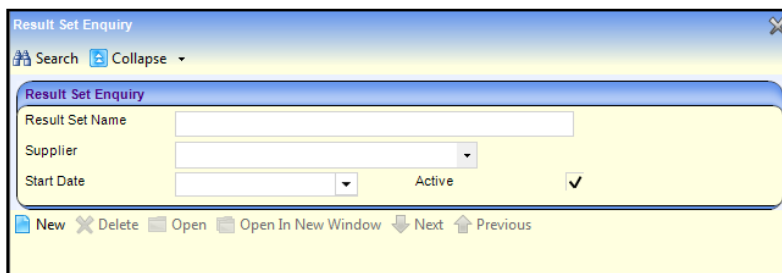 Result Set Enquiry
Search Collapse
Result Set Enquiry
Result Set Name
Supplier
Start Date Active
New Delete Open Open In New Window Next Previous